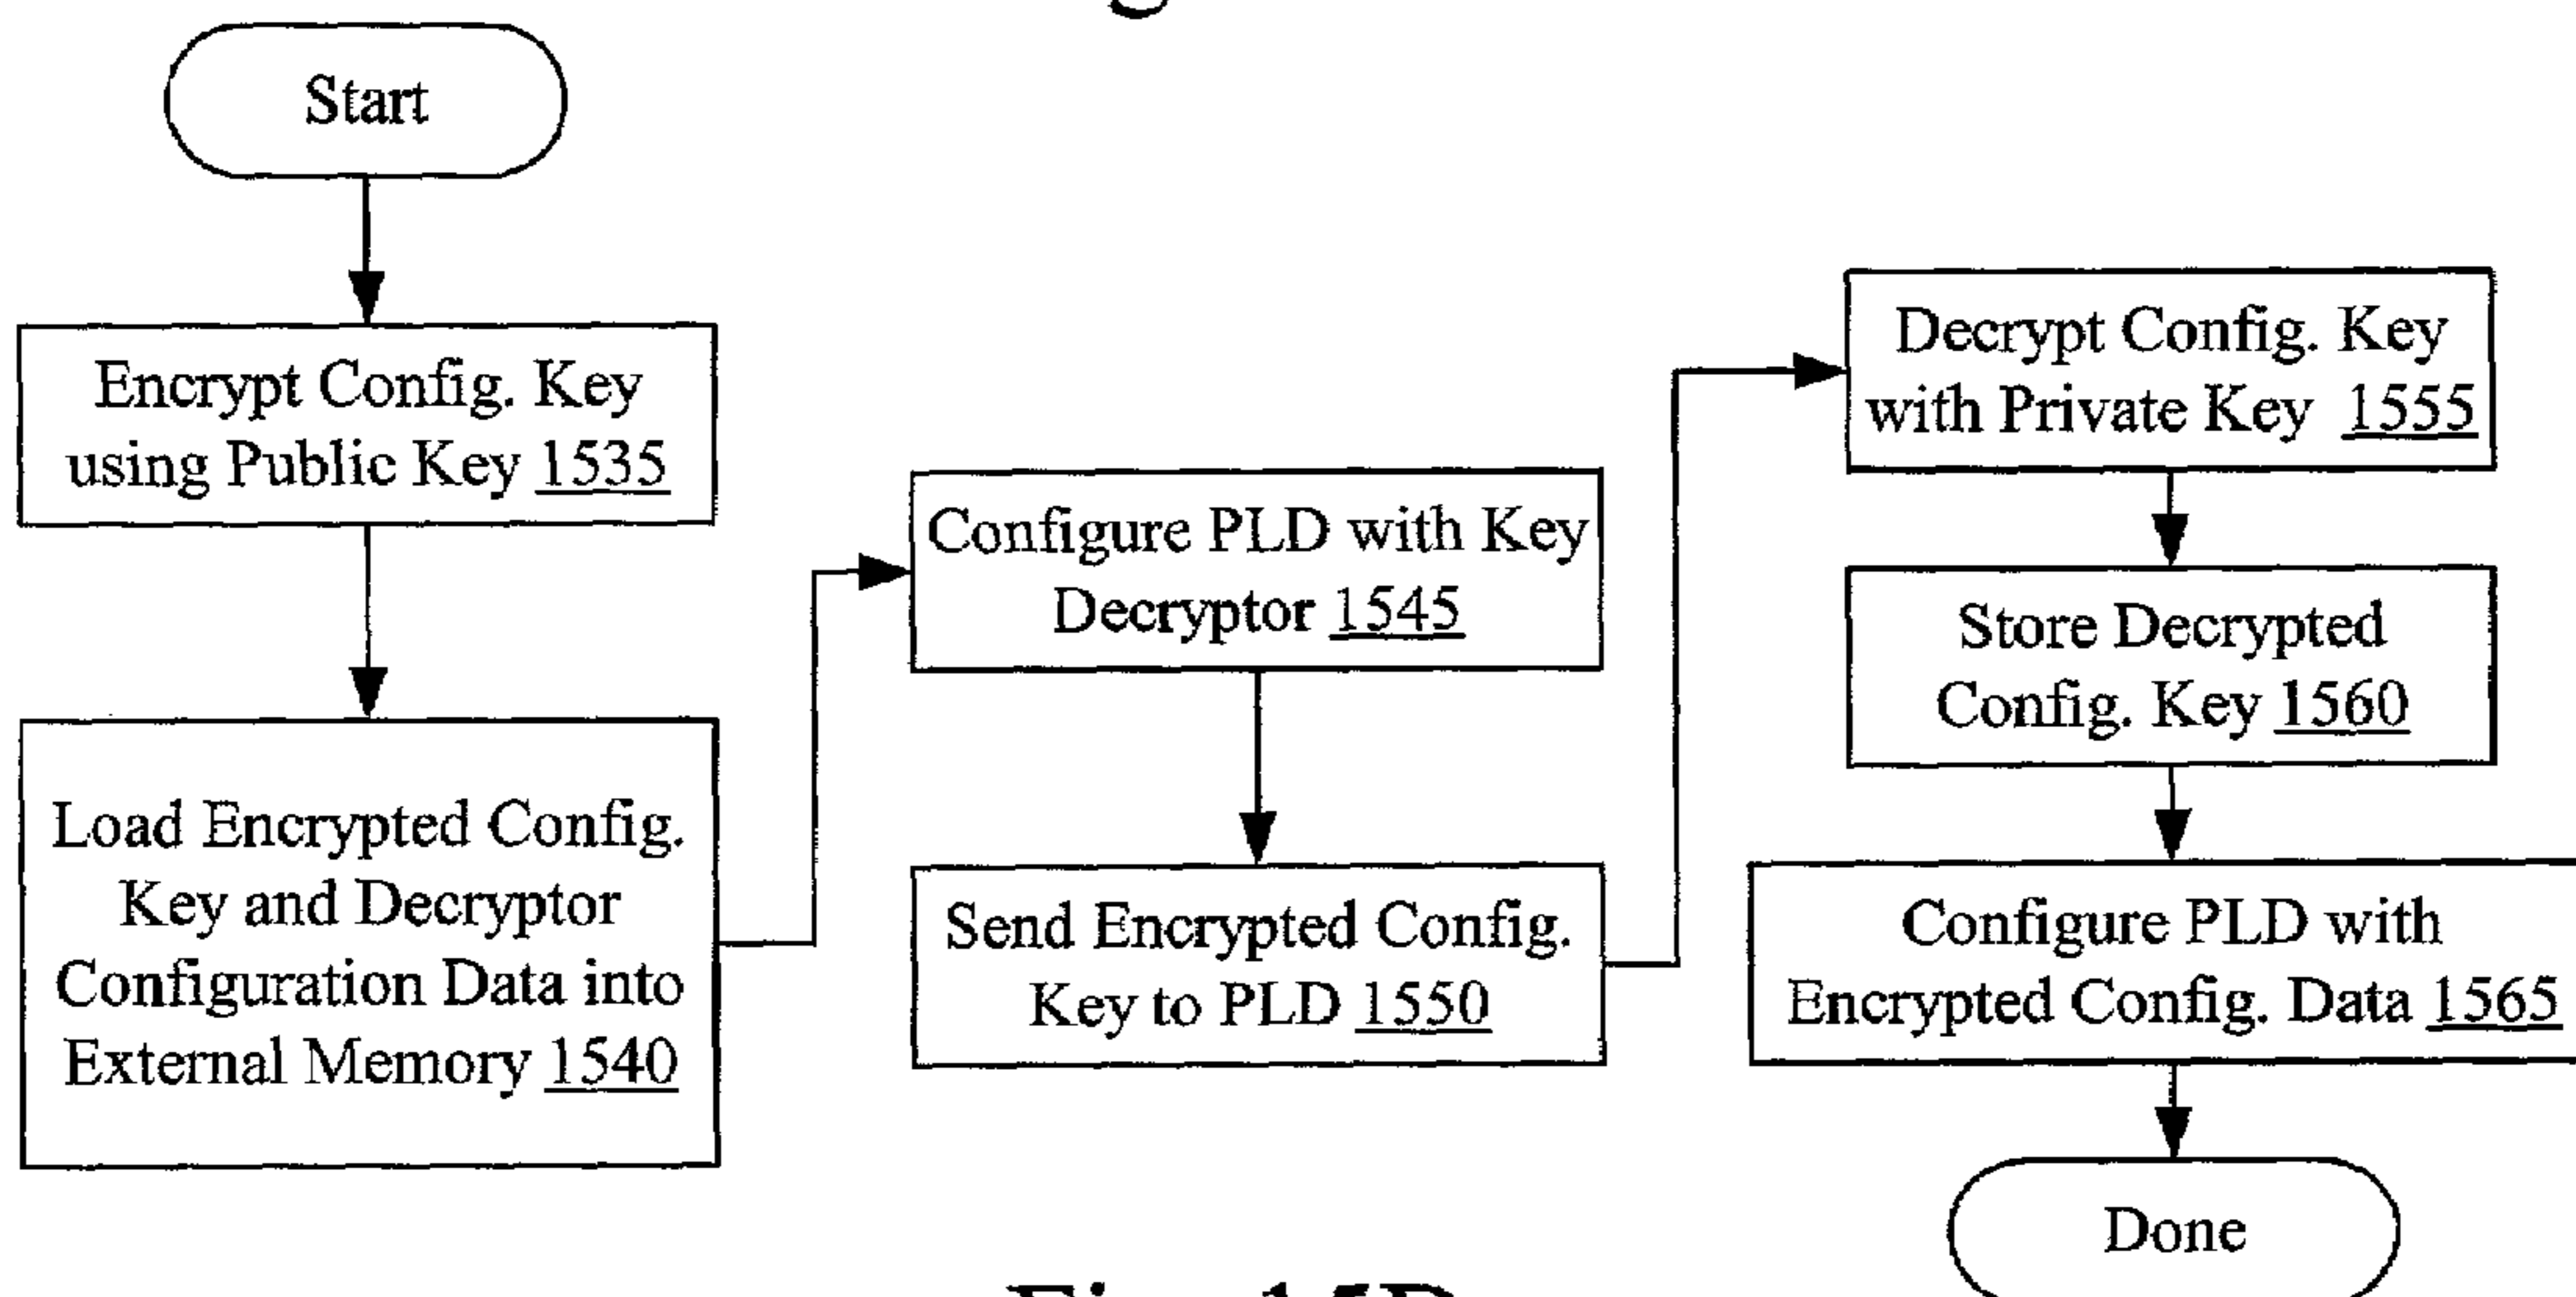 Start
Encrypt Config. Key
using Public Key 1535
Load Encrypted Config.
Key and Decryptor
Configuration Data into
External Memory 1540
Configure PLD with Key
Decryptor 1545
Send Encrypted Config.
Key to PLD 1550
Decrypt Config. Key
with Private Key 1555
Store Decrypted
Config. Key 1560
Configure PLD with
Encrypted Config. Data 1565
Done